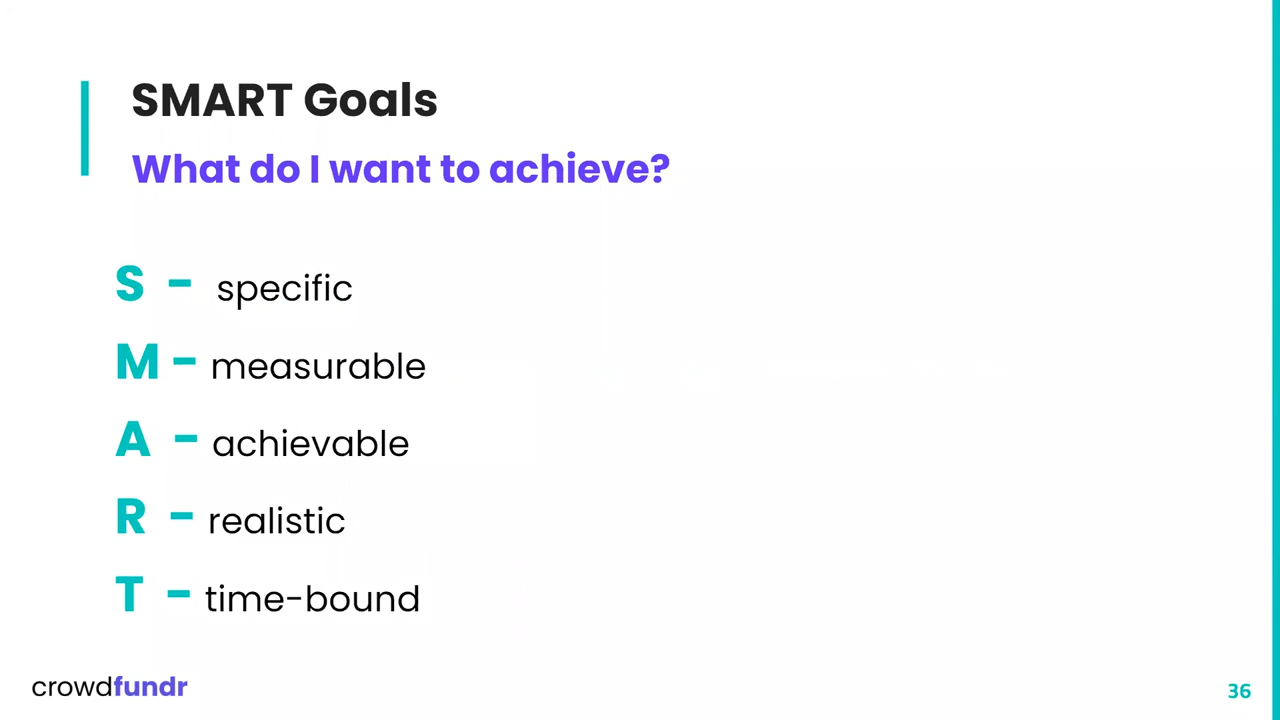 SMART Goals
What do I want to achieve?
S - specific
M - measurable
A - achievable
R - realistic
T - time-bound
crowdfundr
36